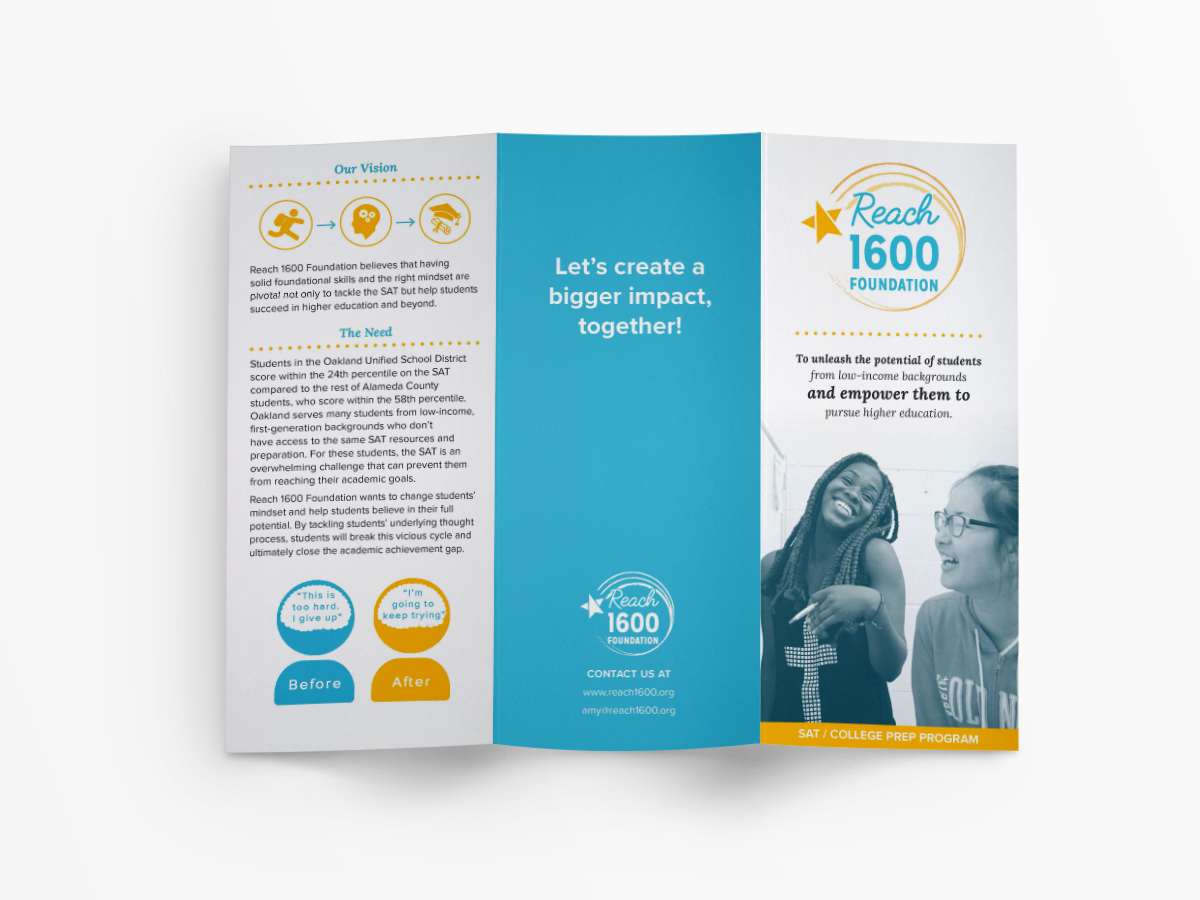 Our Vision
Reach 1600 Foundation believes that having
solid foundational skills and the right mindset are
pivotal not only to tackle the SAT but help students
succeed in higher education and beyond.
The Need
Students in the Oakland Unified School District
score within the 24th percentile on the SAT
compared to the rest of Alameda County
students, who score within the 58th percentile.
Oakland serves many students from low-income,
first-generation backgrounds who don't
have access to the same SAT resources and
preparation. For these students, the SAT is an
overwhelming challenge that can prevent them
from reaching their academic goals.
Reach 1600 Foundation wants to change students'
mindset and help students believe in their full
potential. By tackling students' underlying thought
process, students will break this vicious cycle and
ultimately close the academic achievement gap.
"This is
too hard.
I give up"
Before
"I'm
going to
keep trying"
After
Let's create a
bigger impact,
together!
Reach
1600
FOUNDATION
CONTACT US AT
www.reach1600.org
amy@reach1600.org
Reach
1600
FOUNDATION
To unleash the potential of students
from low-income backgrounds
and empower them to
pursue higher education.
SAT / COLLEGE PREP PROGRAM